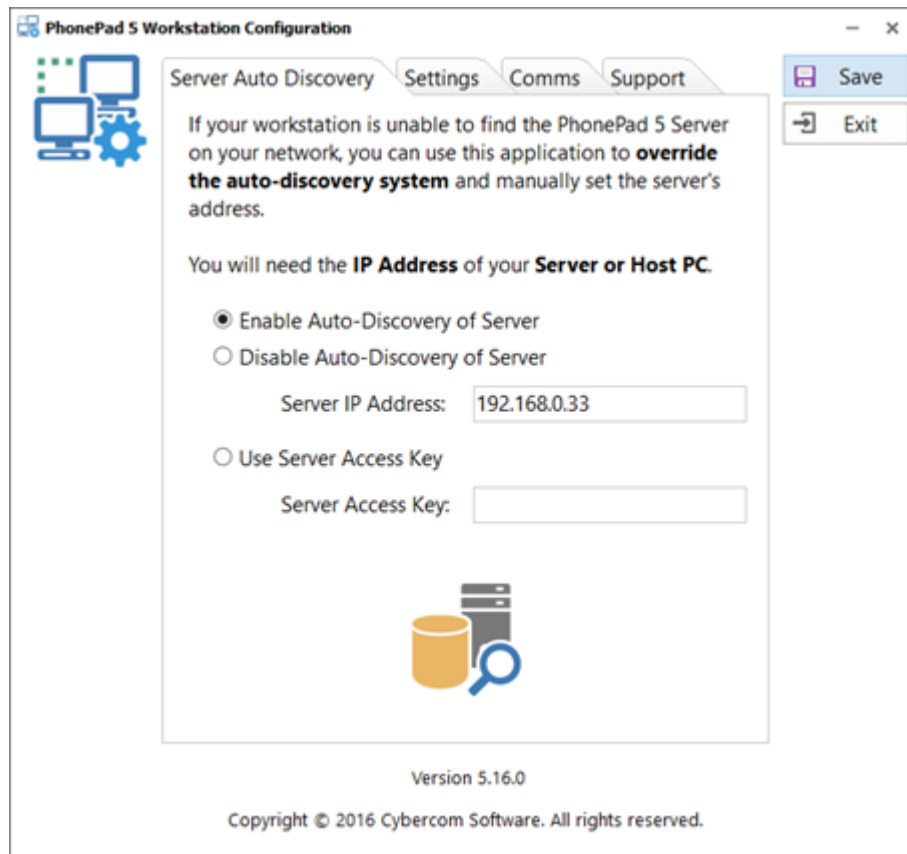 PhonePad 5 Workstation Configuration
Server Auto Discovery
Settings
Comms
Support
Save
Exit
If your workstation is unable to find the PhonePad 5 Server
on your network, you can use this application to override
the auto-discovery system and manually set the server's
address.
You will need the IP Address of your Server or Host PC.
Enable Auto-Discovery of Server
Disable Auto-Discovery of Server
Server IP Address: 192.168.0.33
Use Server Access Key
Server Access Key:
Version 5.16.0
Copyright © 2016 Cybercom Software. All rights reserved.